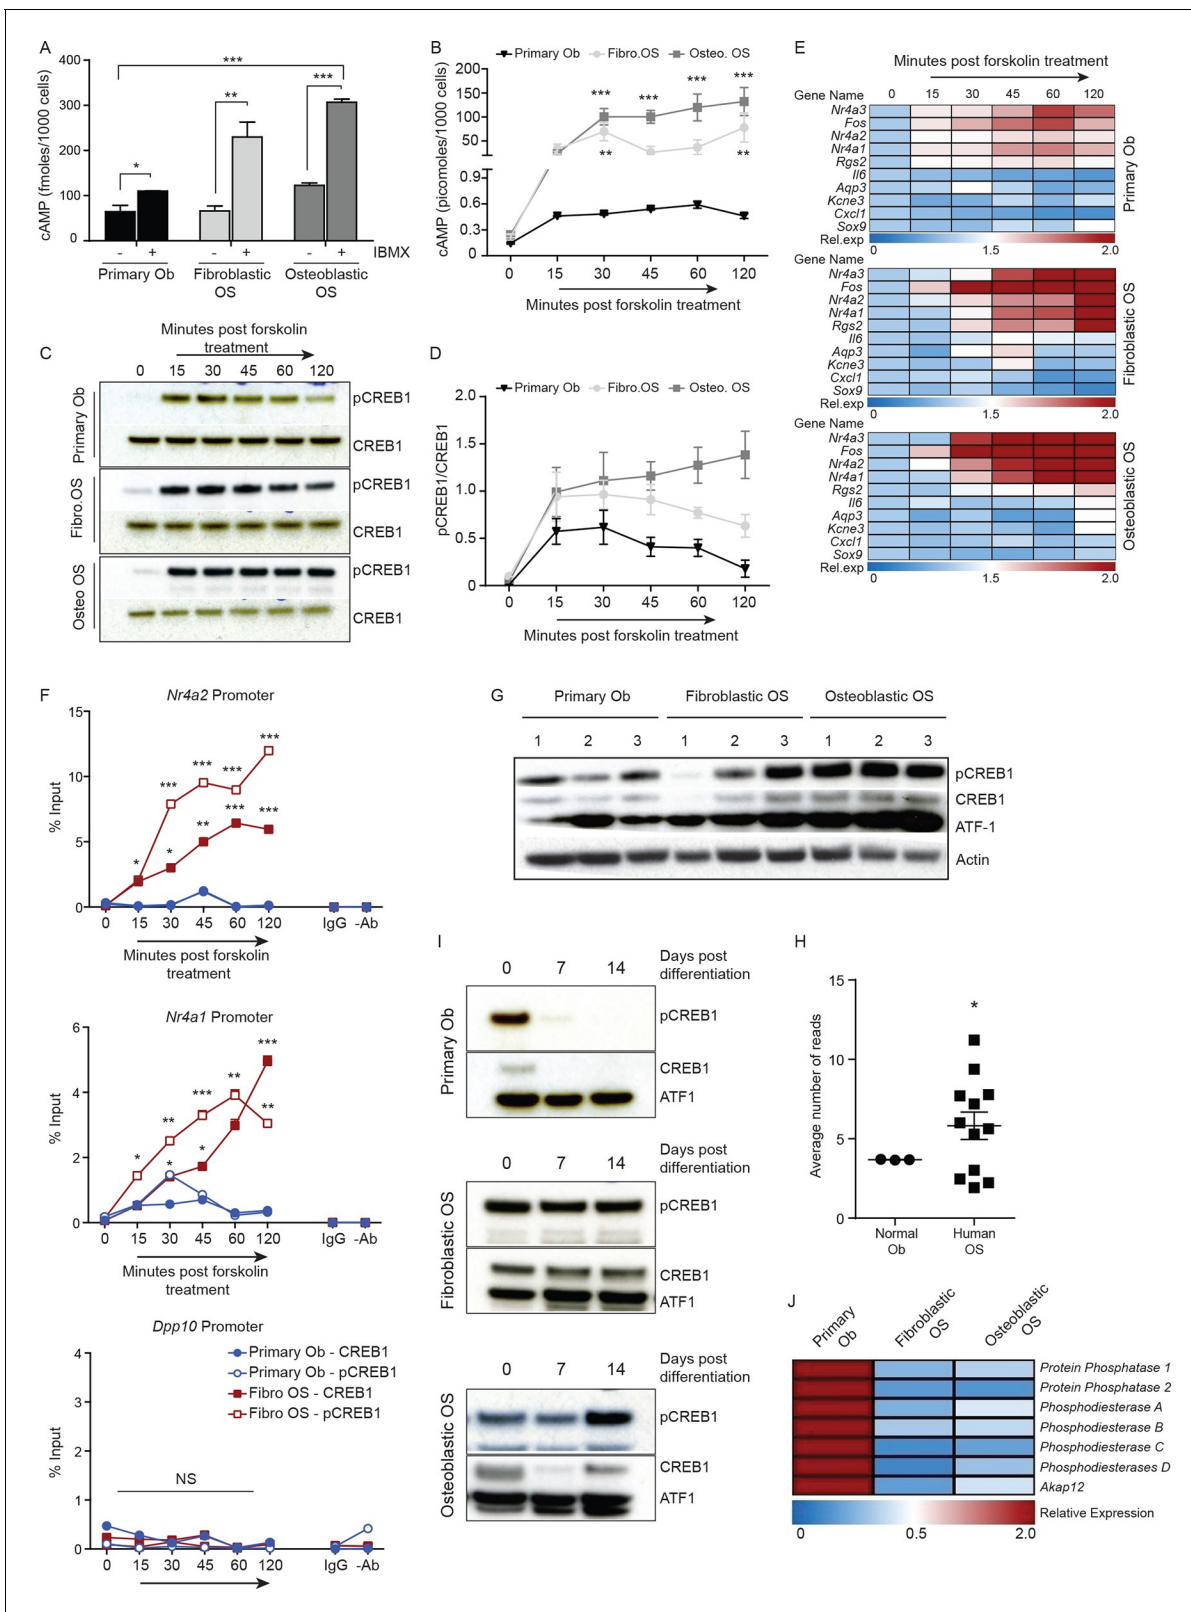 A
cAMP (fmoles/1000 cells)
400
300
200
100
0
***
*
**
***
- + - + - + IBMX
Primary Ob
Fibroblastic
OS
Osteoblastic
OS
B
Primary Ob Fibro.OS Osteo. OS
cAMP (picomoles/1000 cells)
200
150
100
50
0.9
0.6
0.3
0
*** *** *** ***
** **
0 15 30 45 60 120
Minutes post forskolin treatment
E
Minutes post forskolin treatment
Gene Name 0 15 30 45 60 120
Nr4a3
Fos
Nr4a2
Nr4a1
Rgs2
Il6
Aqp3
Kcne3
Cxcl1
Sox9
Rel.exp
0 1.5 2.0
Primary Ob
Gene Name
Nr4a3
Fos
Nr4a2
Nr4a1
Rgs2
Il6
Aqp3
Kcne3
Cxcl1
Sox9
Rel.exp
0 1.5 2.0
Fibroblastic OS
Gene Name
Nr4a3
Fos
Nr4a2
Nr4a1
Rgs2
Il6
Aqp3
Kcne3
Cxcl1
Sox9
Rel.exp
0 1.5 2.0
Osteoblastic OS
C
Minutes post forskolin
treatment
0 15 30 45 60 120
Primary Ob
pCREB1
CREB1
Fibro.OS
pCREB1
CREB1
Osteo OS
pCREB1
CREB1
D
Primary Ob Fibro.OS Osteo. OS
pCREB1/CREB1
2.0
1.5
1.0
0.5
0
0 15 30 45 60 120
Minutes post forskolin treatment
F
Nr4a2 Promoter
% Input
15
10
5
0
*** *** *** ***
* * ** *** ***
0 15 30 45 60 120 IgG -Ab
Minutes post forskolin
treatment
Nr4a1 Promoter
% Input
6
4
2
0
* ** *** ** ***
* * **
0 15 30 45 60 120 IgG -Ab
Minutes post forskolin
treatment
Dpp10 Promoter
% Input
4
3
2
1
0
Primary Ob - CREB1
Primary Ob - pCREB1
Fibro OS - CREB1
Fibro OS - pCREB1
NS
0 15 30 45 60 120 IgG -Ab
G
Primary Ob Fibroblastic OS Osteoblastic OS
1 2 3 1 2 3 1 2 3
pCREB1
CREB1
ATF-1
Actin
I
0 7 14
Days post
differentiation
Primary Ob
pCREB1
CREB1
ATF1
0 7 14
Days post
differentiation
Fibroblastic OS
pCREB1
CREB1
ATF1
0 7 14
Days post
differentiation
Osteoblastic OS
pCREB1
CREB1
ATF1
H
Average number of reads
15
10
5
0
*
Normal
Ob
Human
OS
J
Primary
Ob
Fibroblastic
OS
Osteoblastic
OS
Protein Phosphatase 1
Protein Phosphatase 2
Phosphodiesterase A
Phosphodiesterase B
Phosphodiesterase C
Phosphodiesterases D
Akap12
Relative Expression
0 0.5 2.0